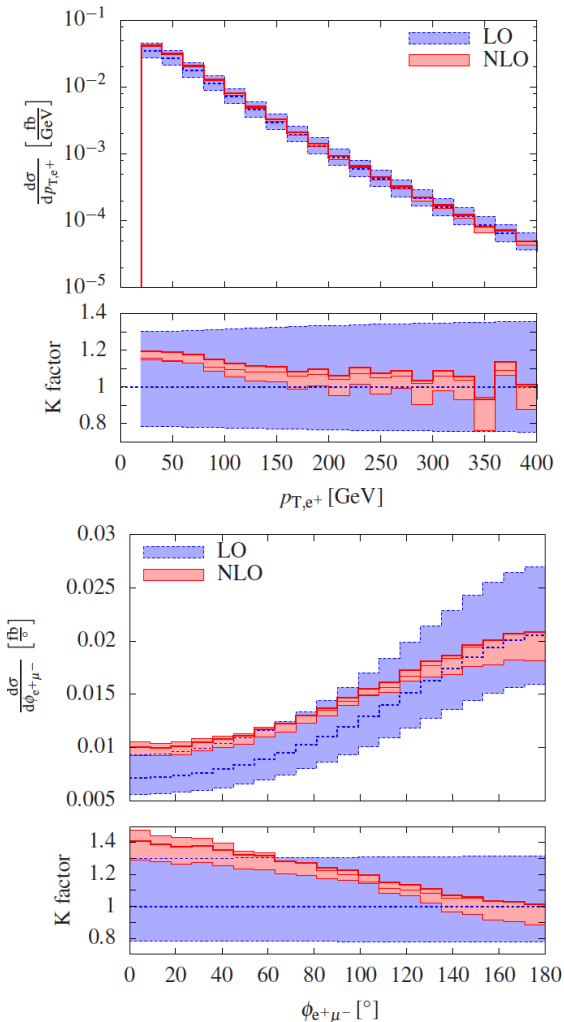 10⁻¹
10⁻²
10⁻³
10⁻⁴
10⁻⁵
dσ/dp_T,e⁺ [fb/GeV]
LO
NLO
1.4
1.2
1
0.8
K factor
0 50 100 150 200 250 300 350 400
p_T,e⁺ [GeV]
0.03
0.025
0.02
0.015
0.01
0.005
dσ/dϕ_e⁺μ⁻ [fb/°]
LO
NLO
1.4
1.2
1
0.8
K factor
0 20 40 60 80 100 120 140 160 180
ϕ_e⁺μ⁻ [°]